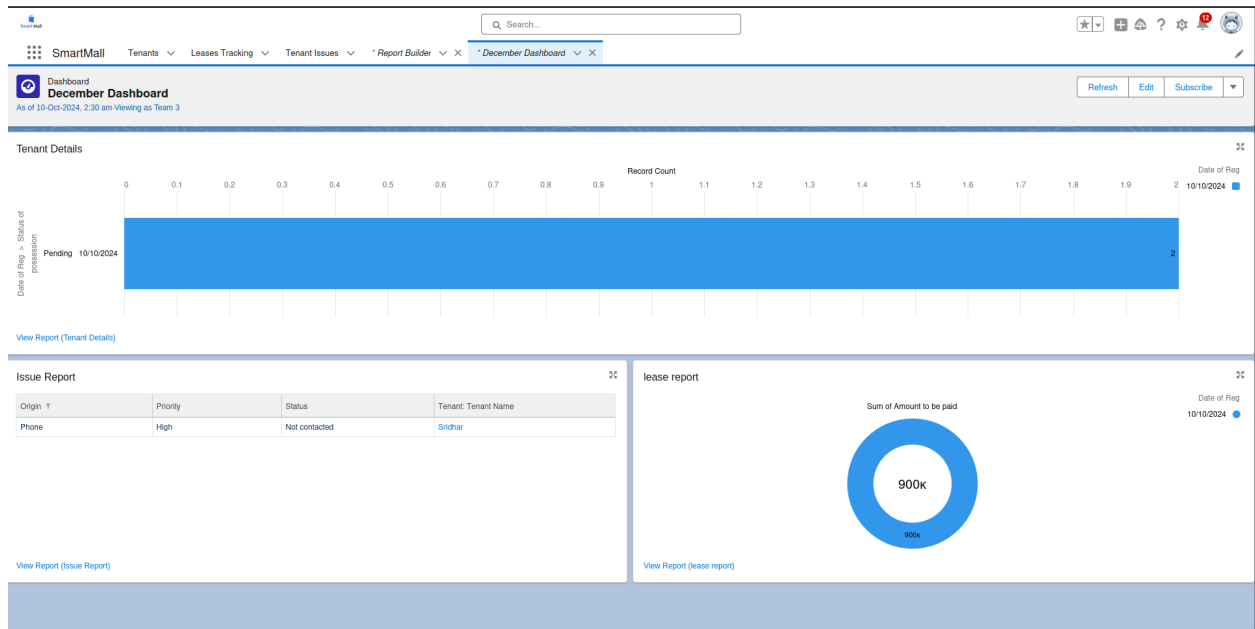 Smart Mall
Search...
12
SmartMall
Tenants
Leases Tracking
Tenant Issues
* Report Builder
* December Dashboard
Dashboard
December Dashboard
As of 10-Oct-2024, 2:30 am·Viewing as Team 3
Refresh
Edit
Subscribe
Tenant Details
Record Count
0 0.1 0.2 0.3 0.4 0.5 0.6 0.7 0.8 0.9 1 1.1 1.2 1.3 1.4 1.5 1.6 1.7 1.8 1.9 2
Date of Reg
10/10/2024
Date of Reg > Status of
possession
Pending 10/10/2024
2
View Report (Tenant Details)
Issue Report
Origin ↑ Priority Status Tenant: Tenant Name
Phone High Not contacted Sridhar
View Report (Issue Report)
lease report
Sum of Amount to be paid
Date of Reg
10/10/2024
900K
900K
View Report (lease report)